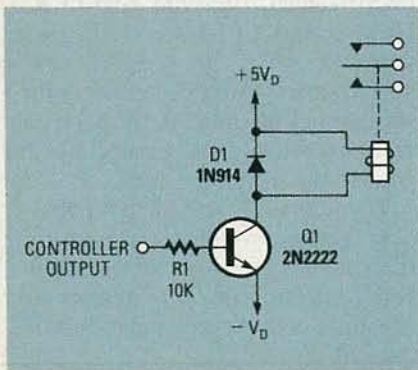 +5V_D
D1
1N914
CONTROLLER
OUTPUT
R1
10K
Q1
2N2222
−V_D